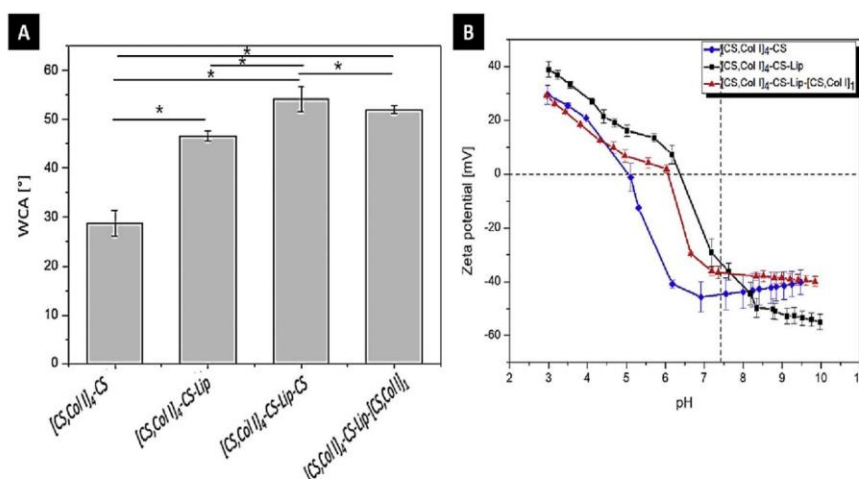 A
WCA [°]
60
50
40
30
20
10
0
*
*
*
*
*
[CS,Col I]4-CS
[CS,Col I]4-CS-Lip
[CS,Col I]4-CS-Lip-CS
[CS,Col I]4-CS-Lip-[CS,Col I]1
B
[CS,Col I]4-CS
[CS,Col I]4-CS-Lip
[CS,Col I]4-CS-Lip-[CS,Col I]1
Zeta potential [mV]
40
20
0
-20
-40
-60
2 3 4 5 6 7 8 9 10
pH